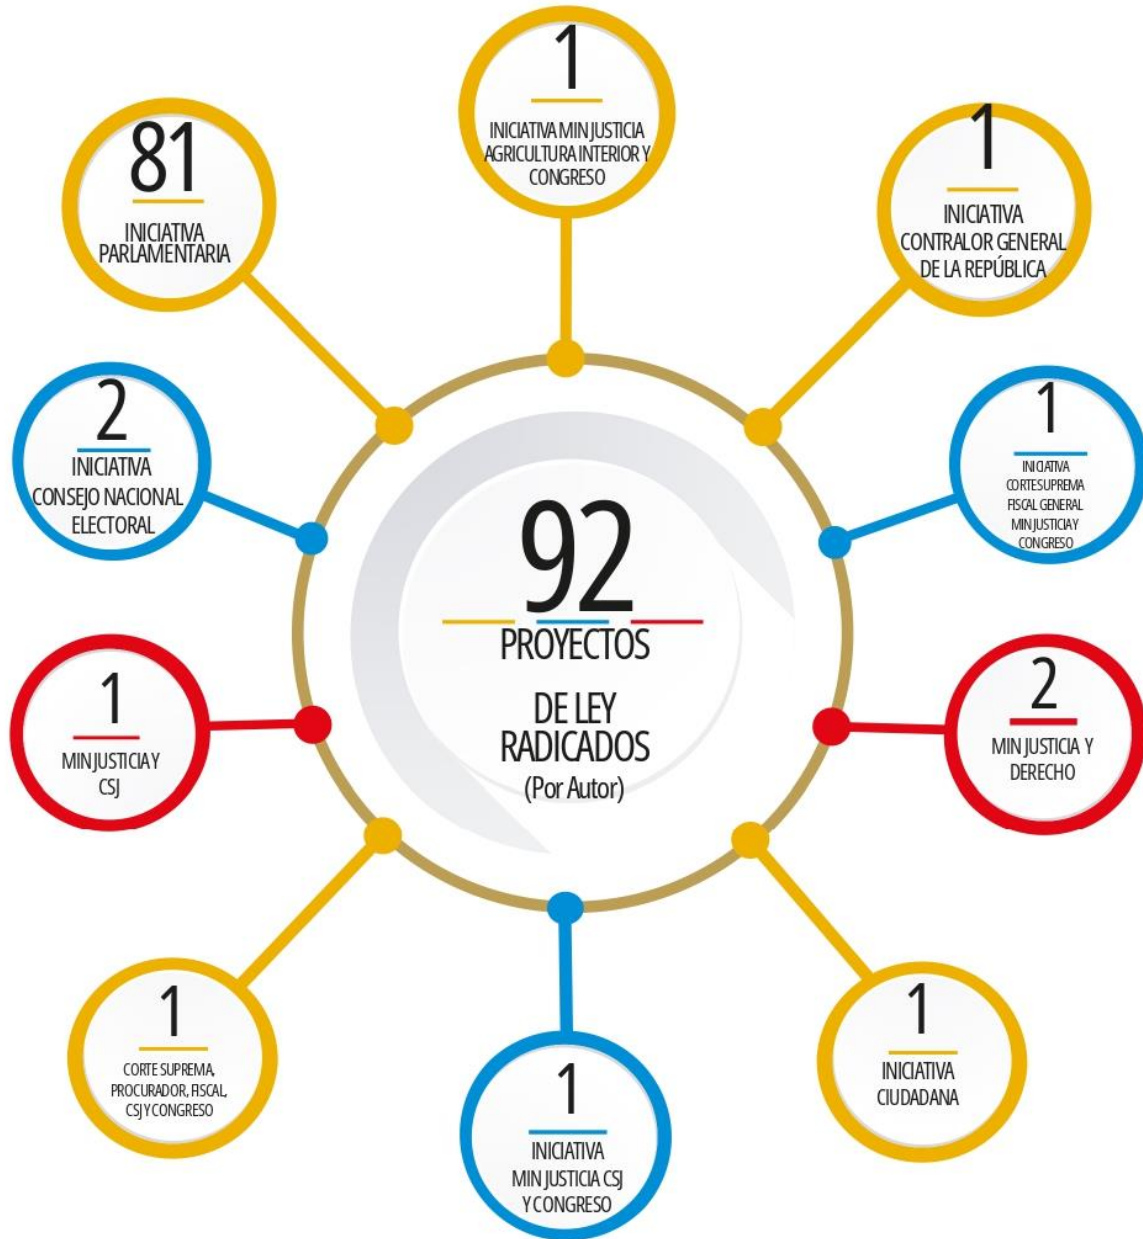 1
INICIATIVA MIN JUSTICIA
AGRICULTURA INTERIOR Y
CONGRESO
81
INICIATIVA
PARLAMENTARIA
1
INICIATIVA
CONTRALOR GENERAL
DE LA REPÚBLICA
2
INICIATIVA
CONSEJO NACIONAL
ELECTORAL
1
INICIATIVA
CORTE SUPREMA
FISCAL GENERAL
MIN JUSTICIA Y
CONGRESO
92
PROYECTOS
DE LEY
RADICADOS
(Por Autor)
1
MIN JUSTICIA Y
CSJ
2
MIN JUSTICIA Y
DERECHO
1
CORTE SUPREMA,
PROCURADOR, FISCAL,
CSJ Y CONGRESO
1
INICIATIVA
MIN JUSTICIA CSJ
Y CONGRESO
1
INICIATIVA
CIUDADANA